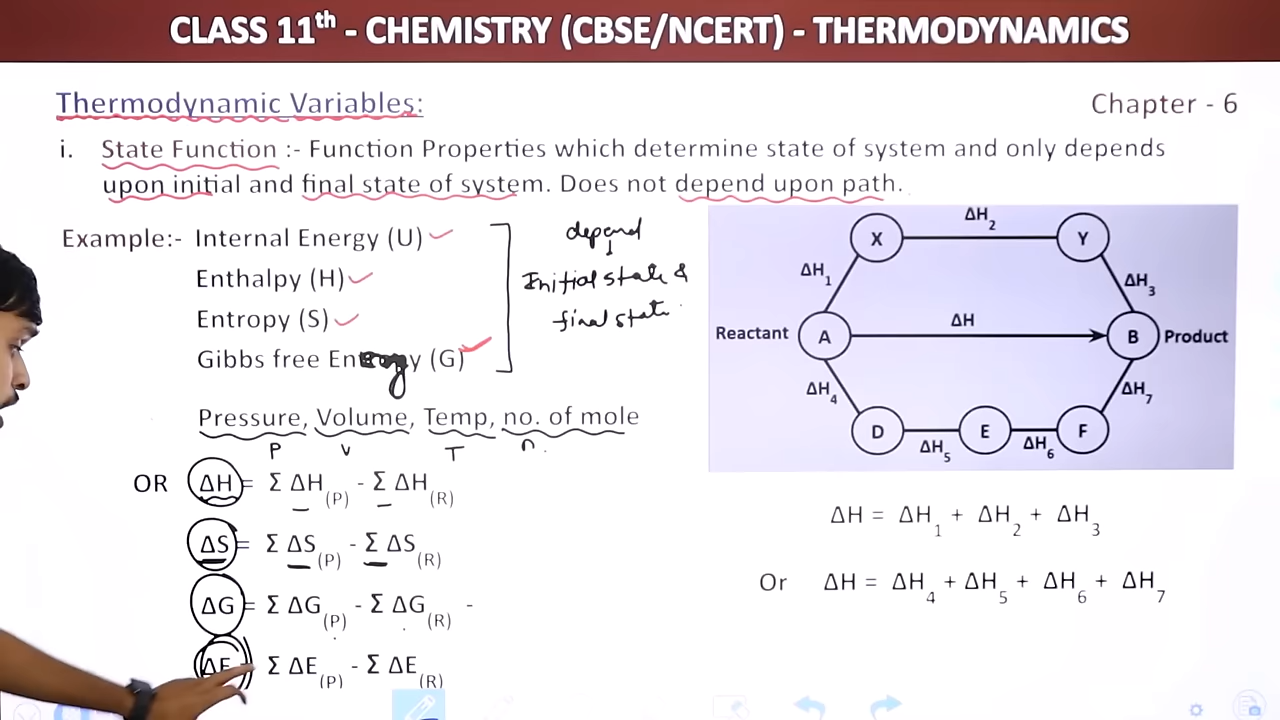 CLASS 11th - CHEMISTRY (CBSE/NCERT) - THERMODYNAMICS
Thermodynamic Variables:
Chapter - 6
i. State Function :- Function Properties which determine state of system and only depends
upon initial and final state of system. Does not depend upon path.
Example:- Internal Energy (U)
Enthalpy (H)
Entropy (S)
Gibbs free Energy (G)
depend
Initial state &
final state
Pressure, Volume, Temp, no. of mole
P V T n
OR ΔH = Σ ΔH (P) - Σ ΔH (R)
ΔS = Σ ΔS (P) - Σ ΔS (R)
ΔG = Σ ΔG (P) - Σ ΔG (R) -
ΔE Σ ΔE (P) - Σ ΔE (R)
ΔH2
X Y
ΔH1 ΔH3
ΔH
Reactant A B Product
ΔH4 ΔH7
D E F
ΔH5 ΔH6
ΔH = ΔH1 + ΔH2 + ΔH3
Or ΔH = ΔH4 + ΔH5 + ΔH6 + ΔH7